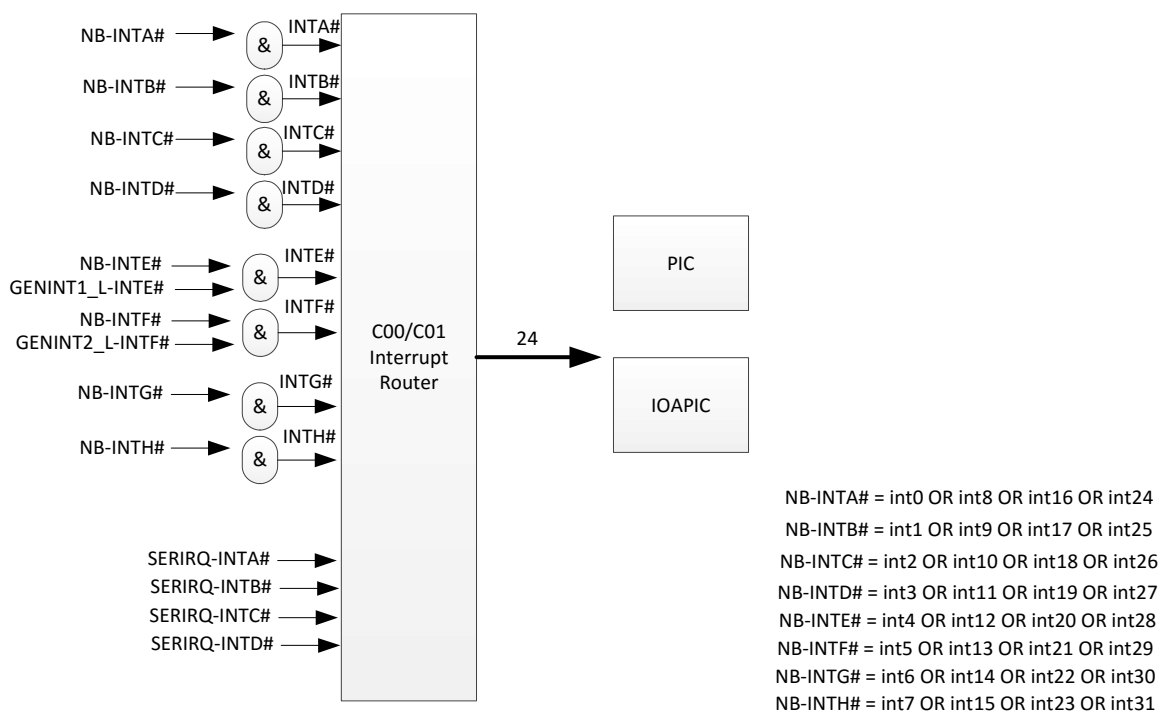 NB-INTA#
&
INTA#
NB-INTB#
&
INTB#
NB-INTC#
&
INTC#
NB-INTD#
&
INTD#
NB-INTE#
GENINT1_L-INTE#
&
INTE#
NB-INTF#
GENINT2_L-INTF#
&
INTF#
NB-INTG#
&
INTG#
NB-INTH#
&
INTH#
SERIRQ-INTA#
SERIRQ-INTB#
SERIRQ-INTC#
SERIRQ-INTD#
C00/C01
Interrupt
Router
24
PIC
IOAPIC
NB-INTA# = int0 OR int8 OR int16 OR int24
NB-INTB# = int1 OR int9 OR int17 OR int25
NB-INTC# = int2 OR int10 OR int18 OR int26
NB-INTD# = int3 OR int11 OR int19 OR int27
NB-INTE# = int4 OR int12 OR int20 OR int28
NB-INTF# = int5 OR int13 OR int21 OR int29
NB-INTG# = int6 OR int14 OR int22 OR int30
NB-INTH# = int7 OR int15 OR int23 OR int31